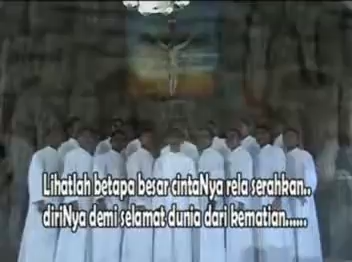 Lihatlah betapa besar cintaNya rela serahkan..
diriNya demi selamat dunia dari kematian......